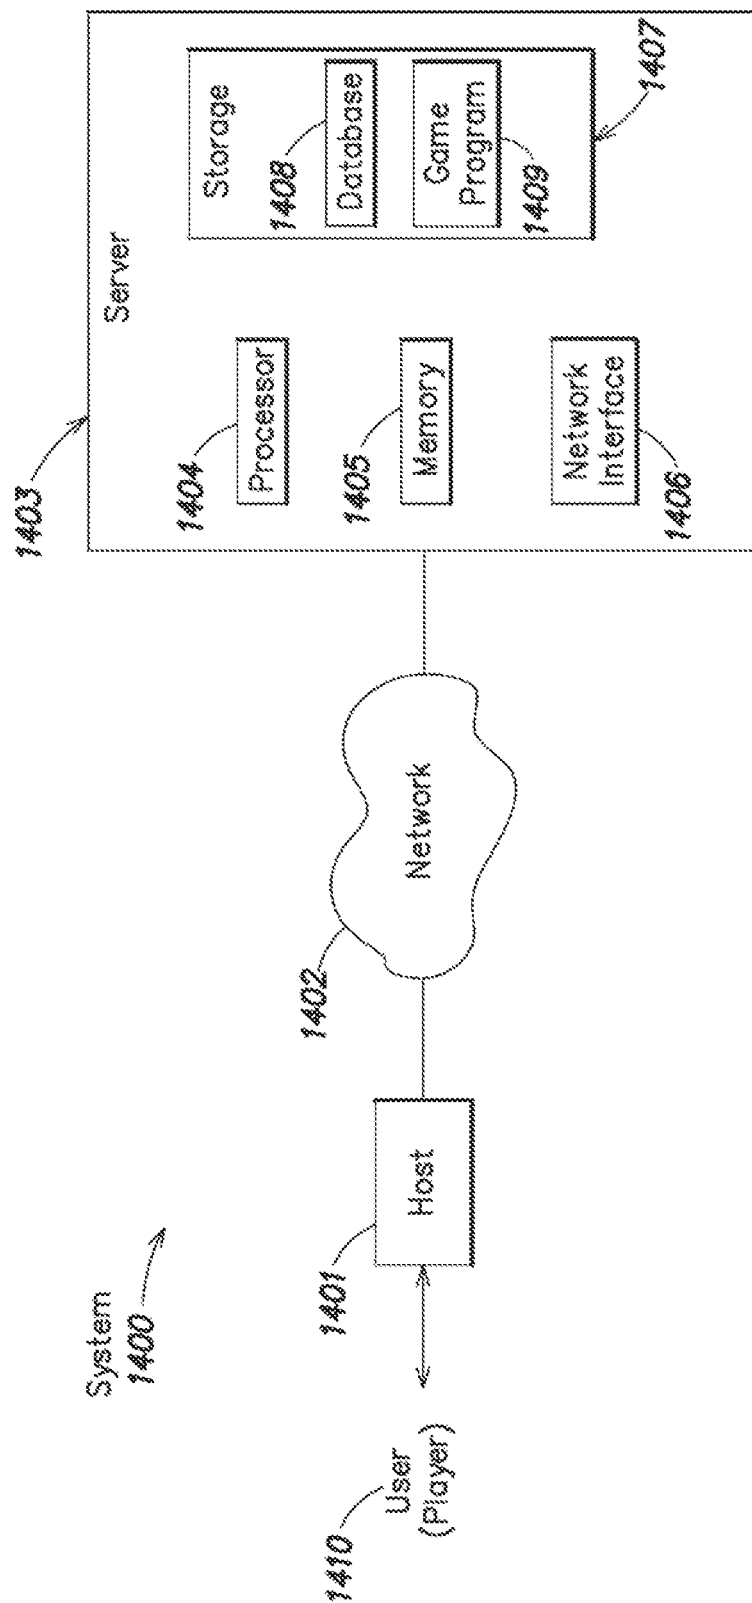 System
1400
1410
User
(Player)
1401
Host
1402
Network
1403
Server
1404
Processor
1405
Memory
1406
Network
Interface
Storage
1408
Database
Game
Program
1409
1407